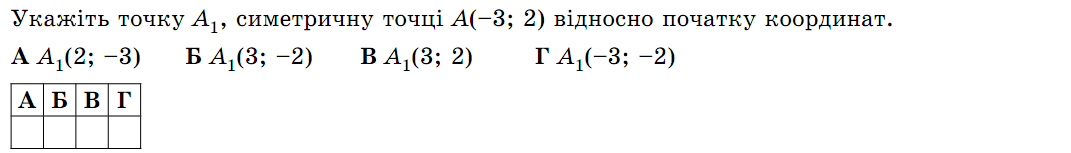 Укажіть точку A₁, симетричну точці A(−3; 2) відносно початку координат.
А A₁(2; −3) Б A₁(3; −2) В A₁(3; 2) Г A₁(−3; −2)
А Б В Г